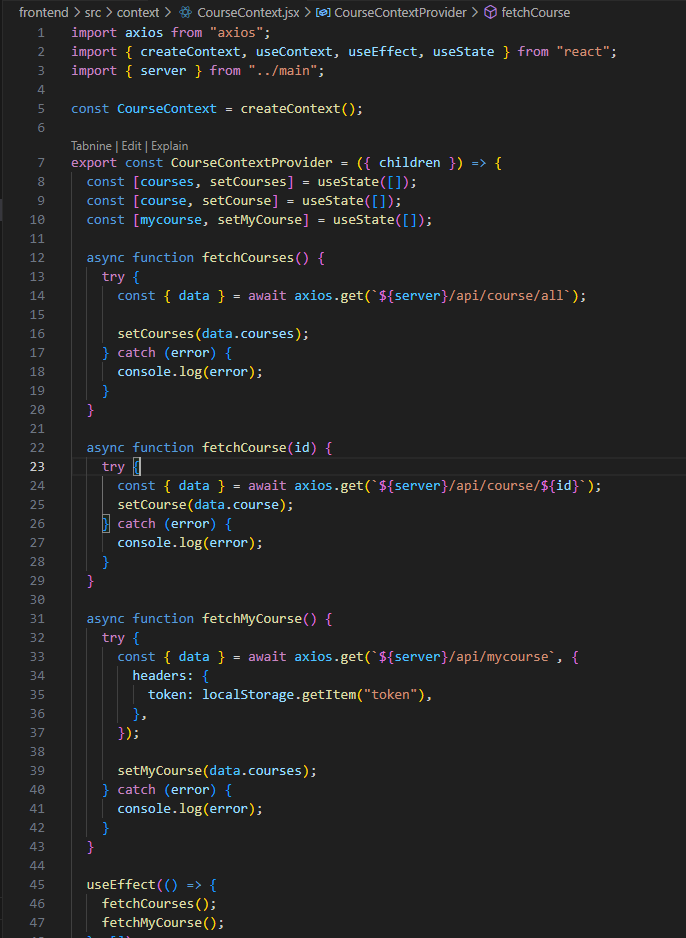 frontend > src > context > CourseContext.jsx > CourseContextProvider > fetchCourse
1 import axios from "axios";
2 import { createContext, useContext, useEffect, useState } from "react";
3 import { server } from "../main";
4
5 const CourseContext = createContext();
6
Tabnine | Edit | Explain
7 export const CourseContextProvider = ({ children }) => {
8   const [courses, setCourses] = useState([]);
9   const [course, setCourse] = useState([]);
10   const [mycourse, setMyCourse] = useState([]);
11
12   async function fetchCourses() {
13     try {
14       const { data } = await axios.get(`${server}/api/course/all`);
15
16       setCourses(data.courses);
17     } catch (error) {
18       console.log(error);
19     }
20   }
21
22   async function fetchCourse(id) {
23     try {
24       const { data } = await axios.get(`${server}/api/course/${id}`);
25       setCourse(data.course);
26     } catch (error) {
27       console.log(error);
28     }
29   }
30
31   async function fetchMyCourse() {
32     try {
33       const { data } = await axios.get(`${server}/api/mycourse`, {
34         headers: {
35           token: localStorage.getItem("token"),
36         },
37       });
38
39       setMyCourse(data.courses);
40     } catch (error) {
41       console.log(error);
42     }
43   }
44
45   useEffect(() => {
46     fetchCourses();
47     fetchMyCourse();